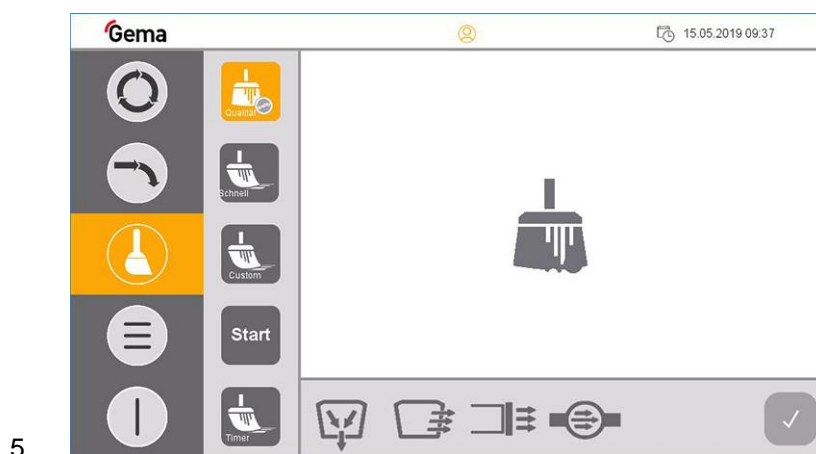 Gema
15.05.2019 09:37
Qualität
Schnell
Custom
Start
Timer
5